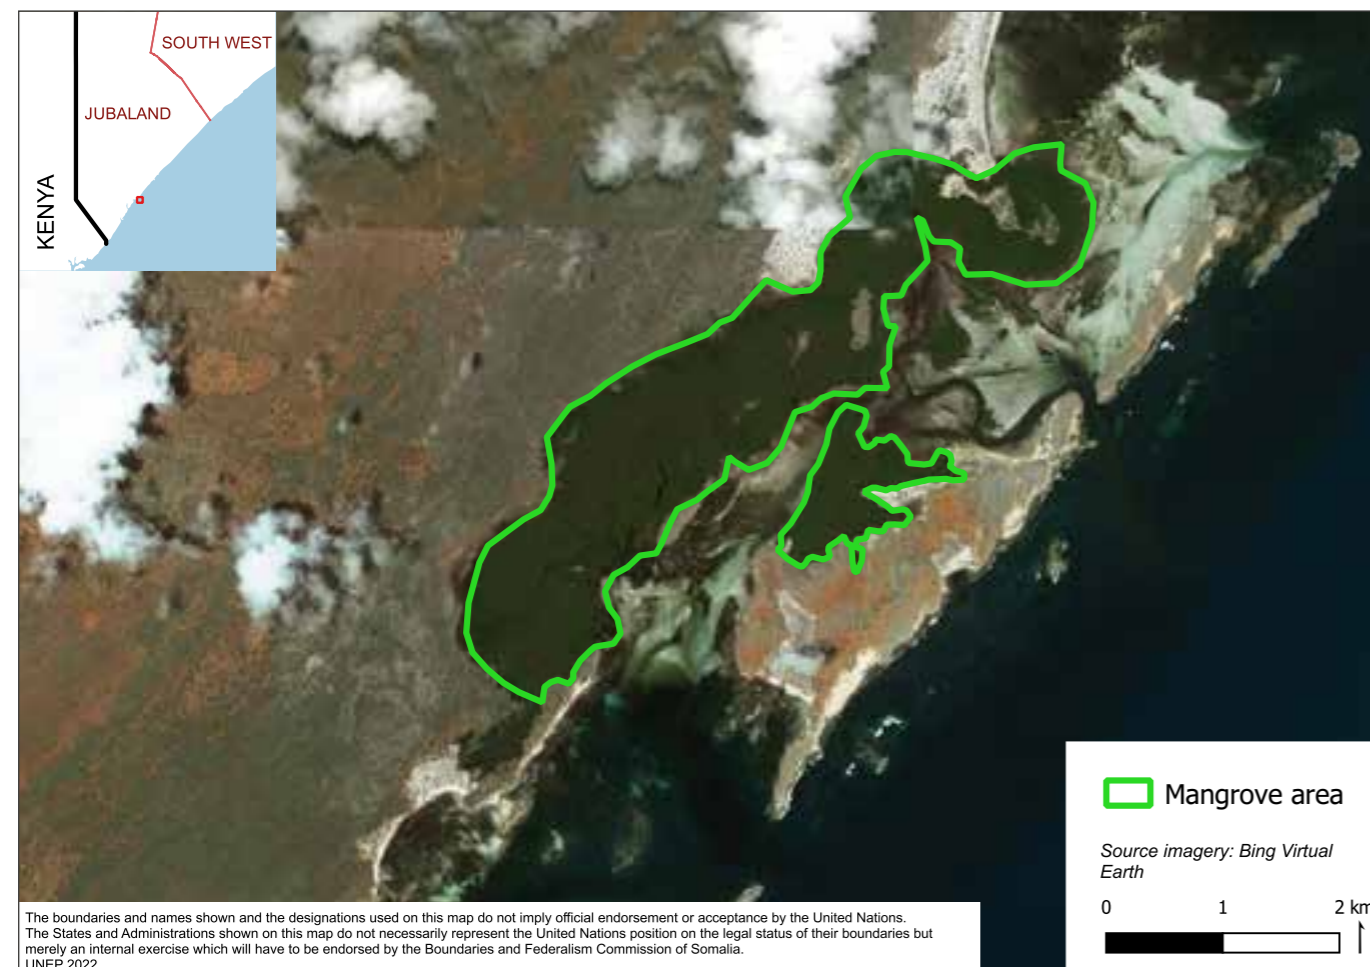 SOUTH WEST
JUBALAND
KENYA
Mangrove area
Source imagery: Bing Virtual
Earth
0 1 2 km
The boundaries and names shown and the designations used on this map do not imply official endorsement or acceptance by the United Nations.
The States and Administrations shown on this map do not necessarily represent the United Nations position on the legal status of their boundaries but
merely an internal exercise which will have to be endorsed by the Boundaries and Federalism Commission of Somalia.
UNEP 2022